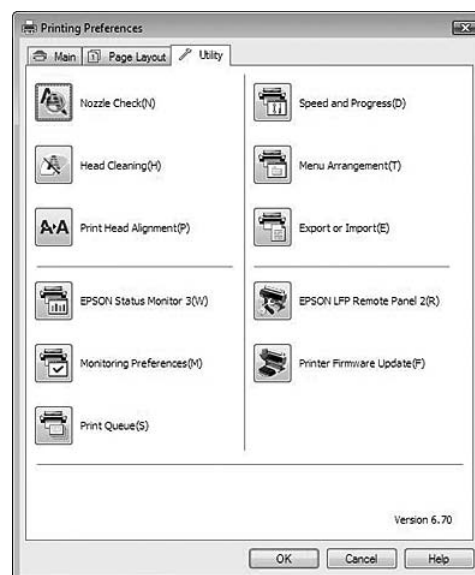 Printing Preferences
Main Page Layout Utility
Nozzle Check(N)
Head Cleaning(H)
Print Head Alignment(P)
EPSON Status Monitor 3(W)
Monitoring Preferences(M)
Print Queue(S)
Speed and Progress(D)
Menu Arrangement(T)
Export or Import(E)
EPSON LFP Remote Panel 2(R)
Printer Firmware Update(F)
Version 6.70
OK Cancel Help